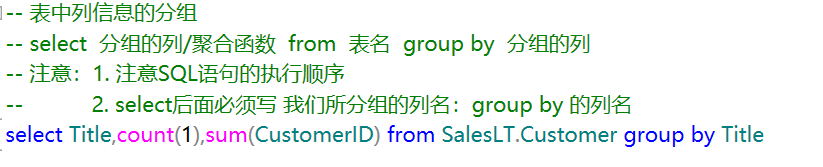 -- 表中列信息的分组
-- select  分组的列/聚合函数  from  表名  group by  分组的列
-- 注意：1. 注意SQL语句的执行顺序
--           2. select后面必须写 我们所分组的列名：group by 的列名
select Title,count(1),sum(CustomerID) from SalesLT.Customer group by Title